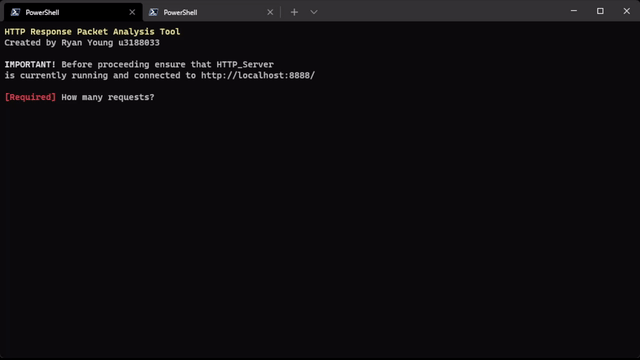 PowerShell
PowerShell
HTTP Response Packet Analysis Tool
Created by Ryan Young u3188033
IMPORTANT! Before proceeding ensure that HTTP_Server
is currently running and connected to http://localhost:8888/
[Required] How many requests?